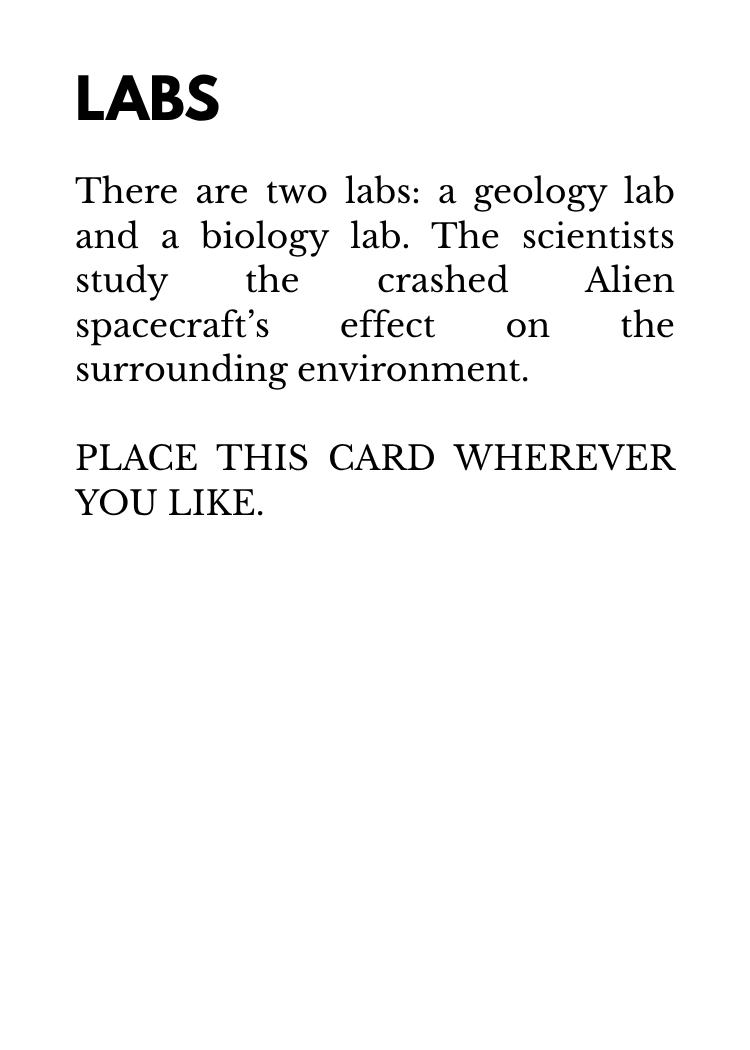 LABS
There are two labs: a geology lab
and a biology lab. The scientists
study the crashed Alien
spacecraft’s effect on the
surrounding environment.
PLACE THIS CARD WHEREVER
YOU LIKE.